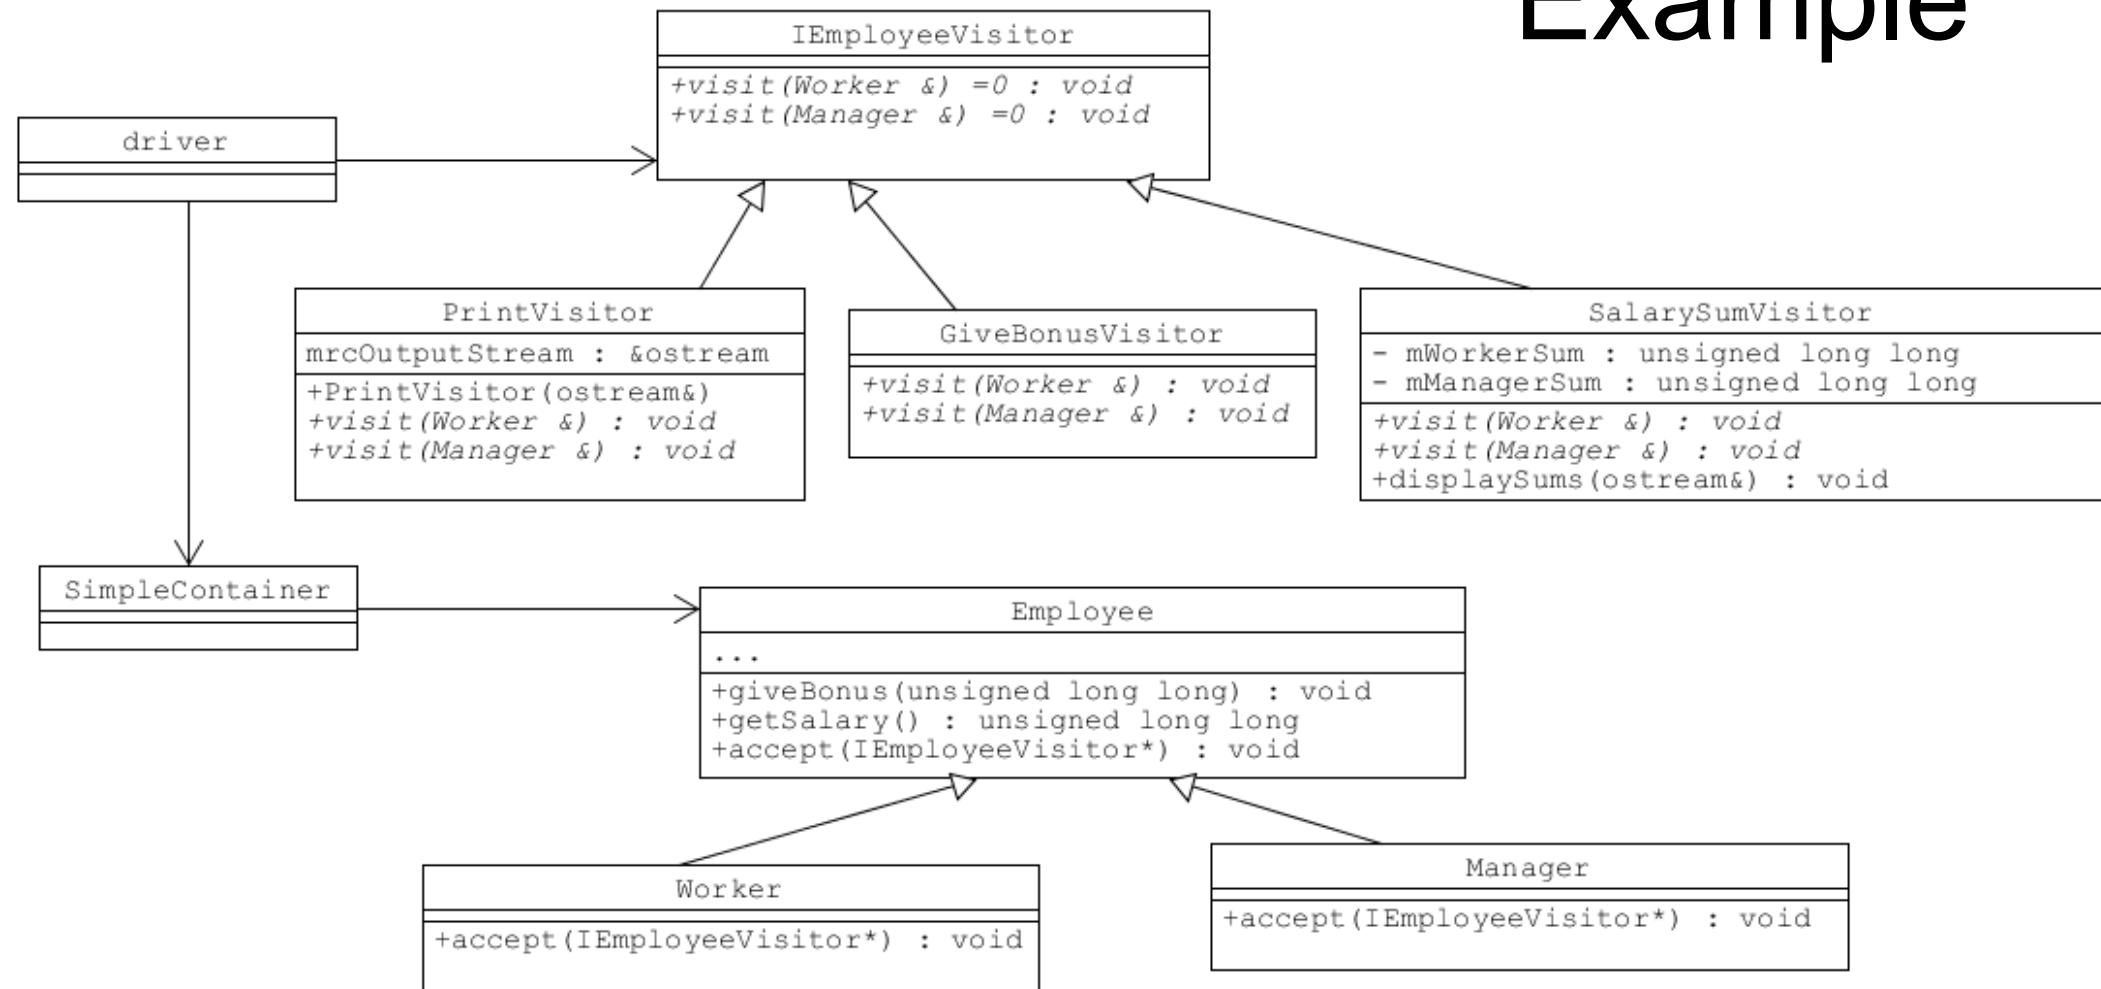 Example
IEmployeeVisitor
+visit(Worker &) =0 : void
+visit(Manager &) =0 : void
driver
PrintVisitor
mrcOutputStream : &ostream
+PrintVisitor(ostream&)
+visit(Worker &) : void
+visit(Manager &) : void
GiveBonusVisitor
+visit(Worker &) : void
+visit(Manager &) : void
SalarySumVisitor
- mWorkerSum : unsigned long long
- mManagerSum : unsigned long long
+visit(Worker &) : void
+visit(Manager &) : void
+displaySums(ostream&) : void
SimpleContainer
Employee
...
+giveBonus(unsigned long long) : void
+getSalary() : unsigned long long
+accept(IEmployeeVisitor*) : void
Worker
+accept(IEmployeeVisitor*) : void
Manager
+accept(IEmployeeVisitor*) : void